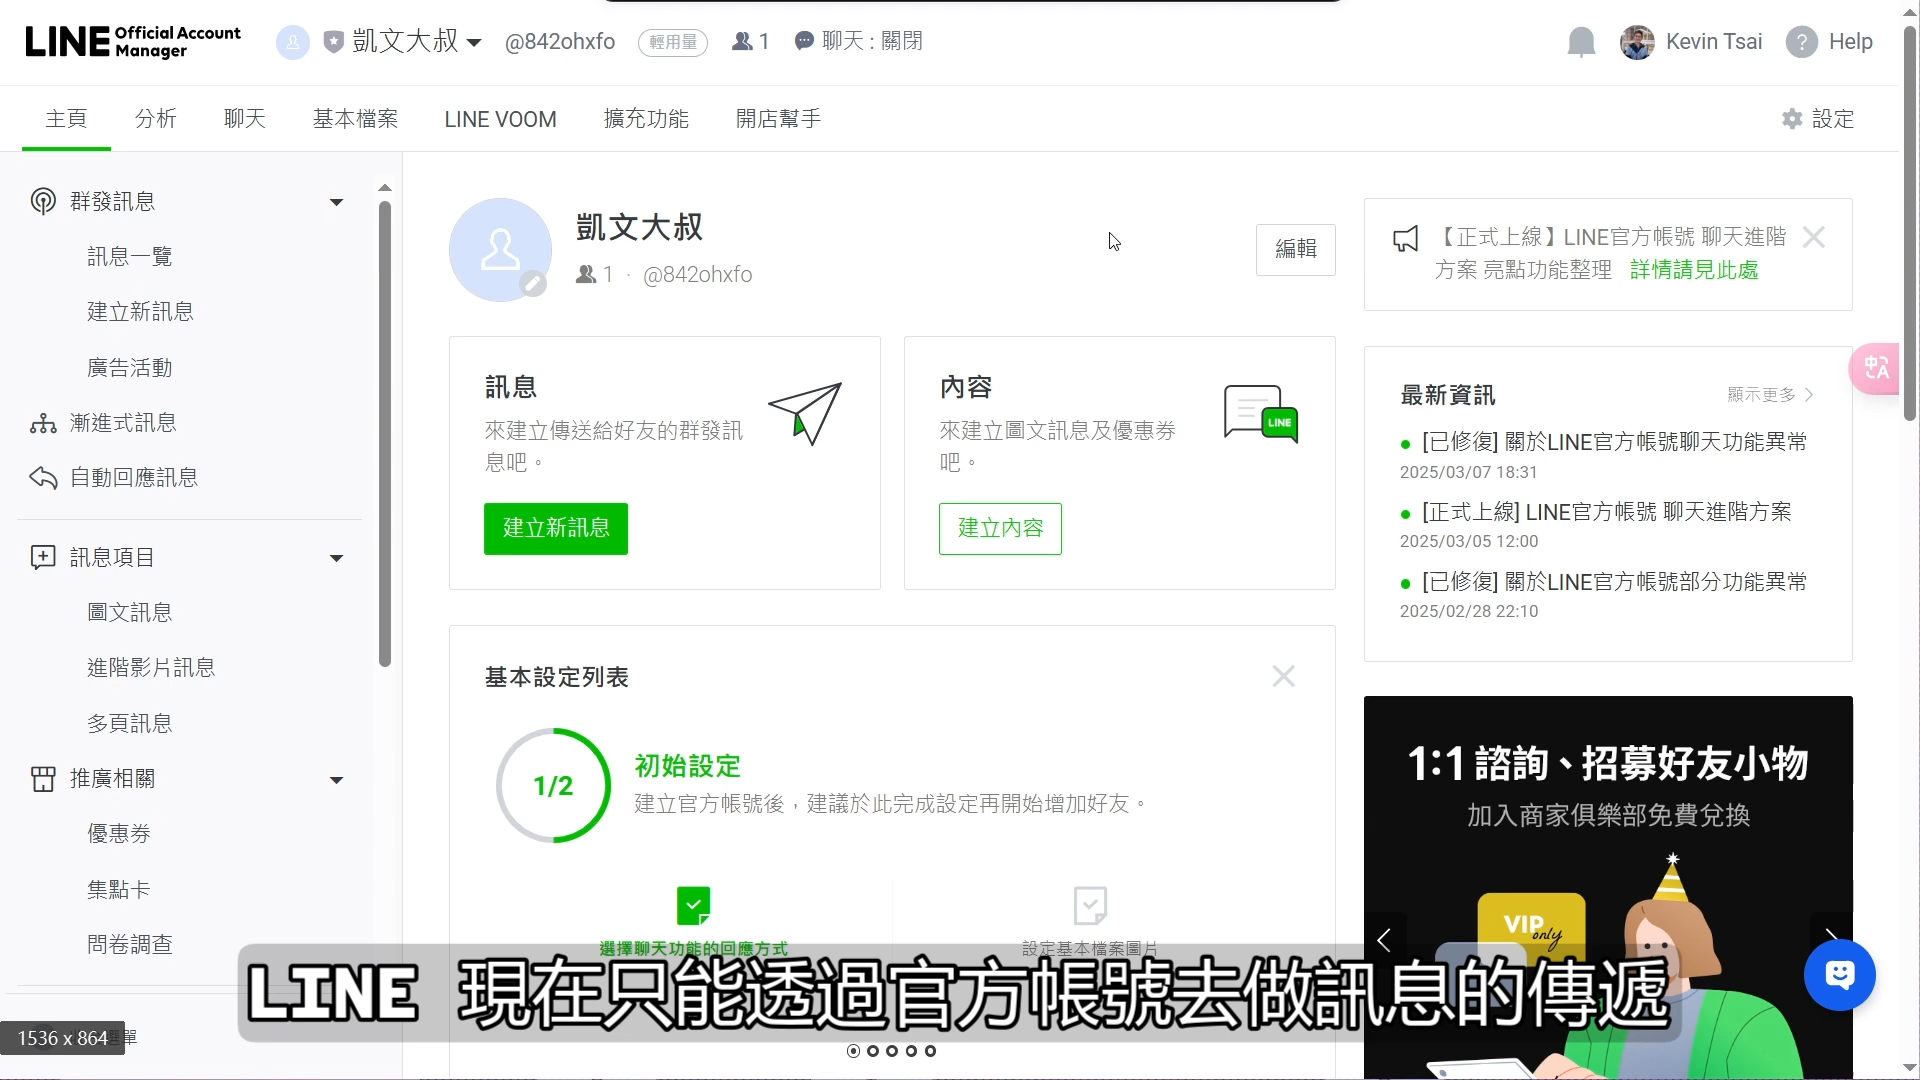 LINE Official Account Manager
凱文大叔
@842ohxfo
輕用量
1
聊天 : 關閉
Kevin Tsai
? Help
主頁
分析
聊天
基本檔案
LINE VOOM
擴充功能
開店幫手
設定
群發訊息
訊息一覽
建立新訊息
廣告活動
漸進式訊息
自動回應訊息
訊息項目
圖文訊息
進階影片訊息
多頁訊息
推廣相關
優惠券
集點卡
問卷調查
單
1536 x 864
凱文大叔
1 · @842ohxfo
編輯
訊息
來建立傳送給好友的群發訊
息吧。
建立新訊息
內容
來建立圖文訊息及優惠券
吧。
LINE
建立內容
基本設定列表
1/2
初始設定
建立官方帳號後，建議於此完成設定再開始增加好友。
選擇聊天功能的回應方式
設定基本檔案圖片
【正式上線】LINE官方帳號 聊天進階
方案 亮點功能整理 詳情請見此處
中A
最新資訊
顯示更多
[已修復] 關於LINE官方帳號聊天功能異常
2025/03/07 18:31
[正式上線] LINE官方帳號 聊天進階方案
2025/03/05 12:00
[已修復] 關於LINE官方帳號部分功能異常
2025/02/28 22:10
1:1 諮詢、招募好友小物
加入商家俱樂部免費兌換
VIP only
LINE 現在只能透過官方帳號去做訊息的傳遞